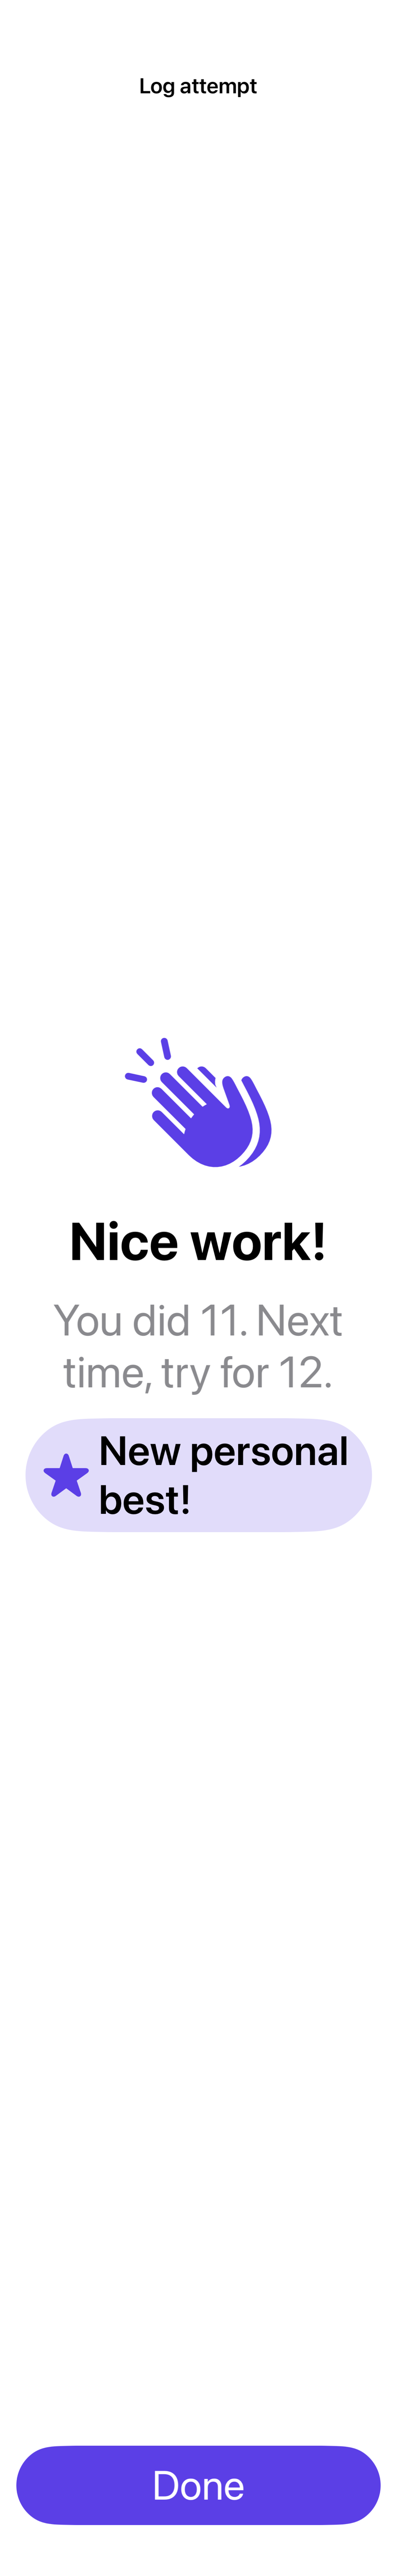 Log attempt
Nice work!
You did 11. Next
time, try for 12.
New personal
best!
Done